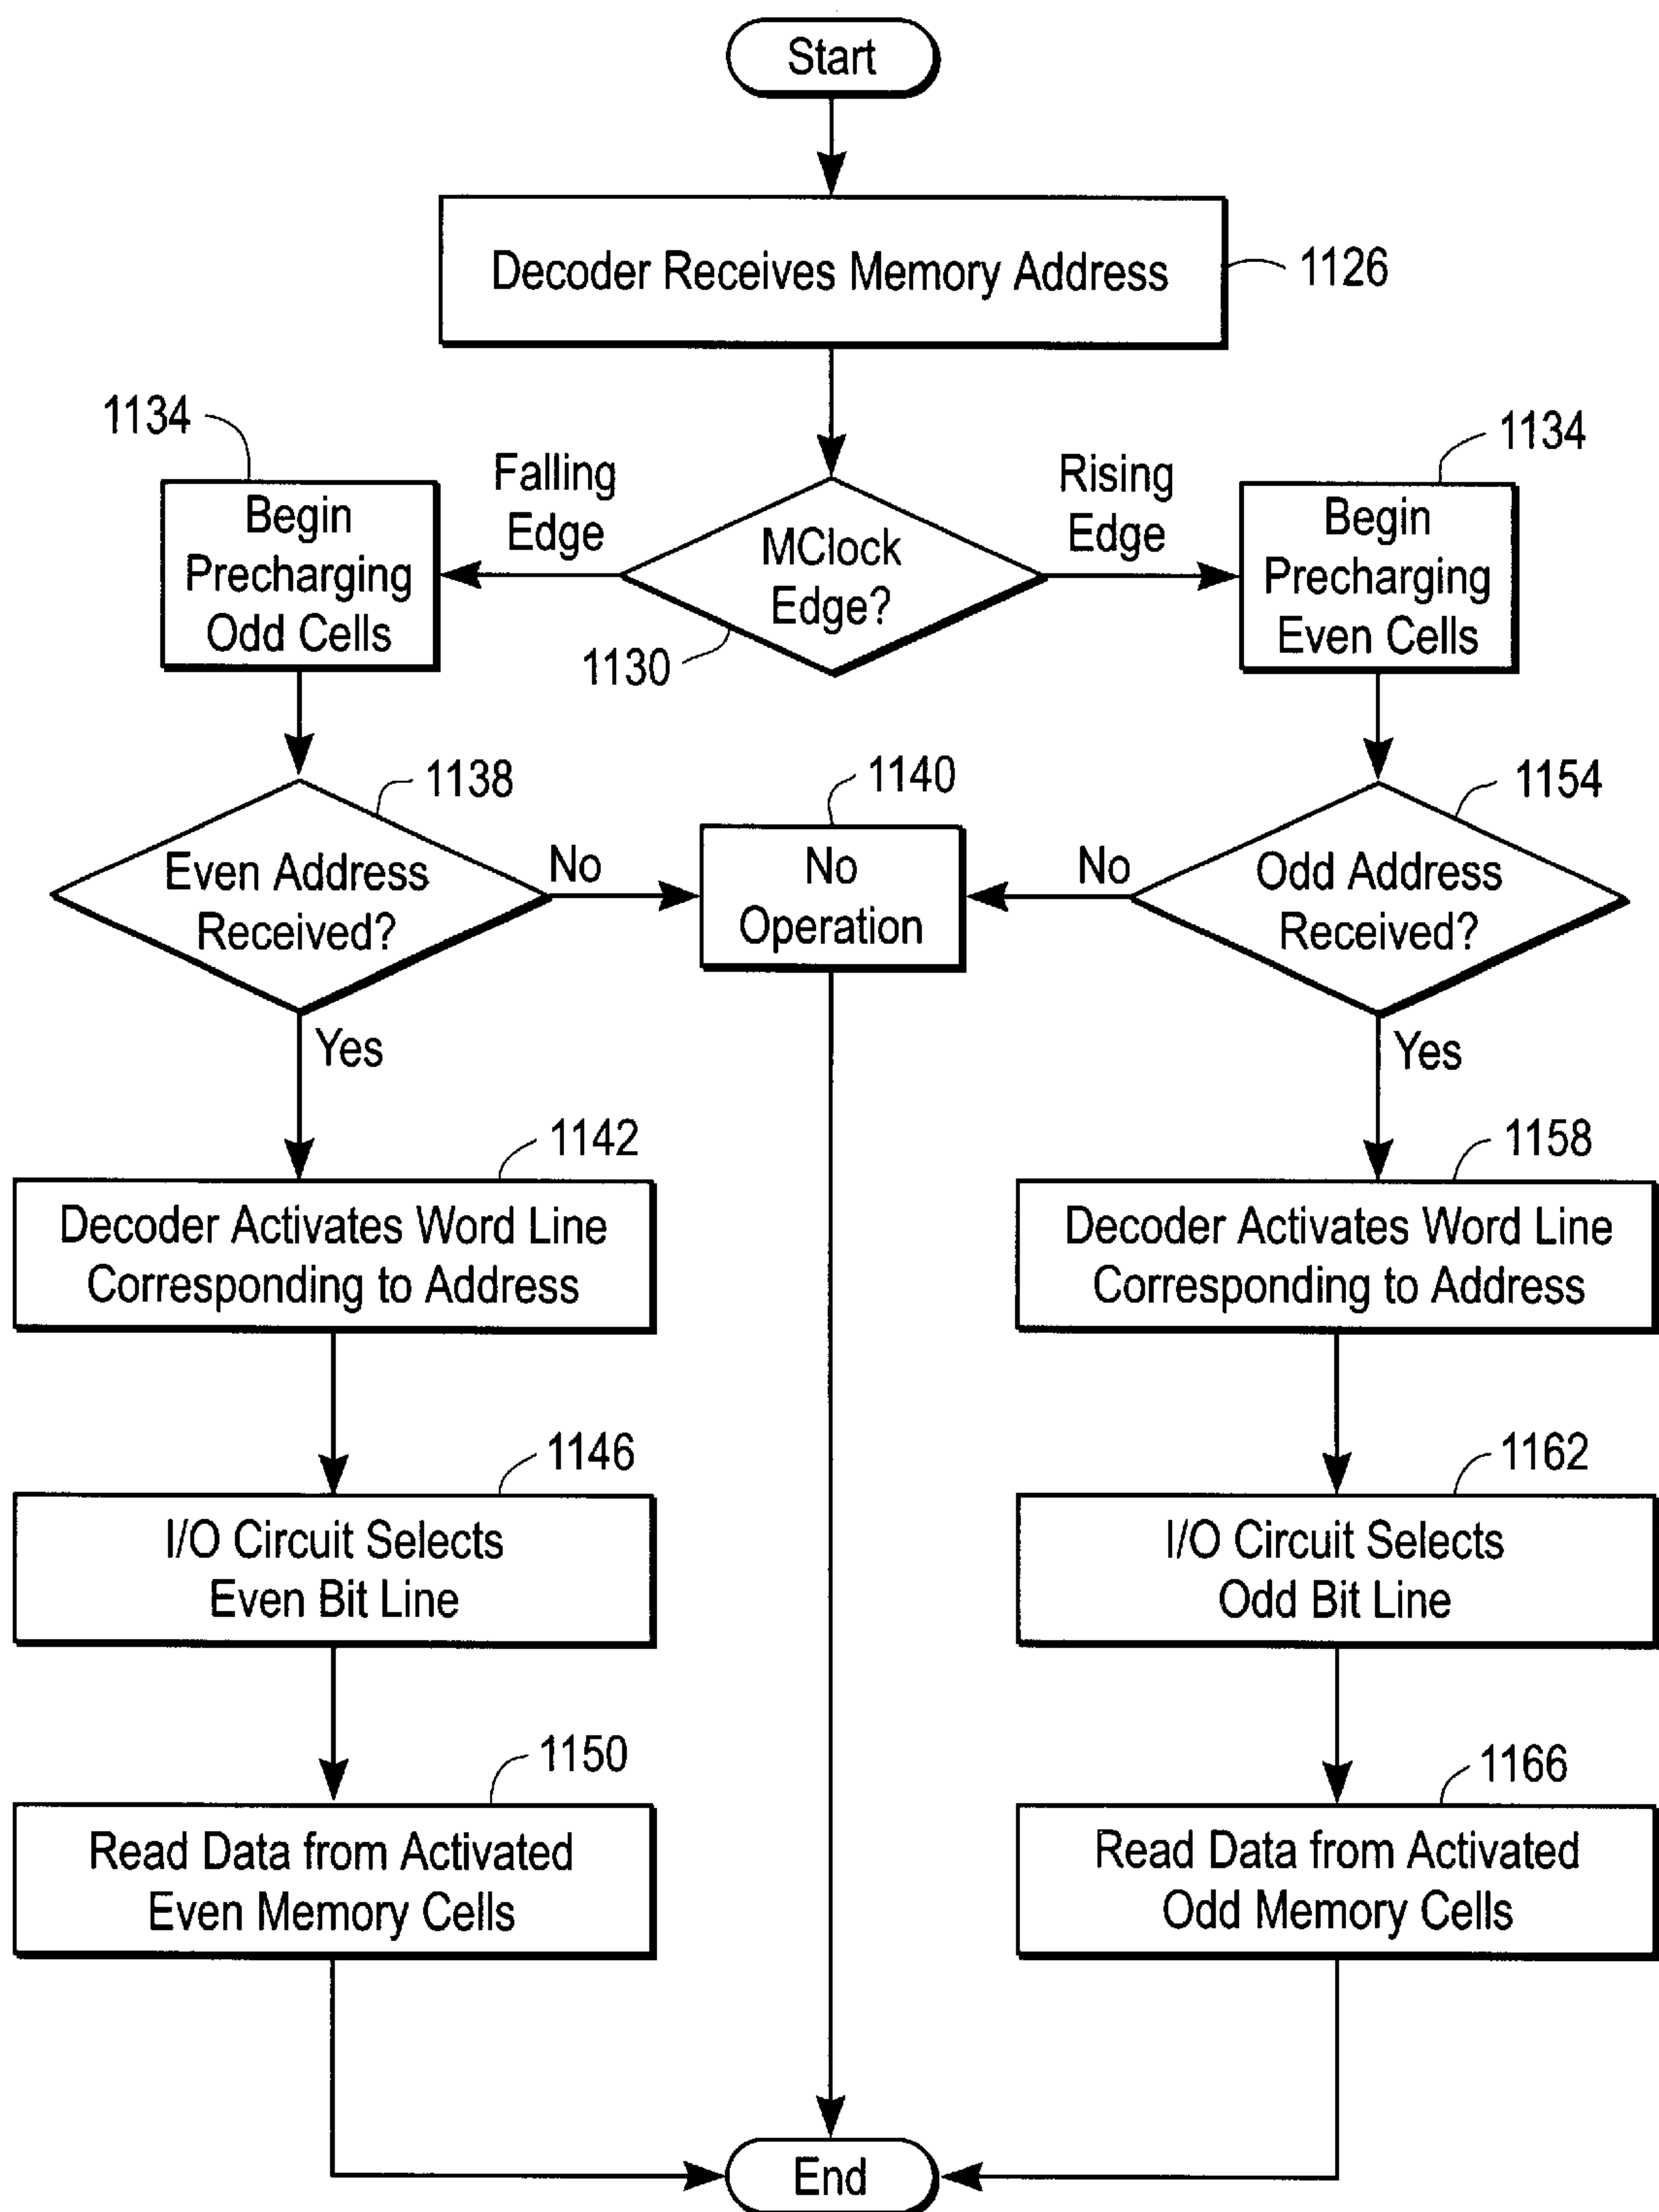 Start
Decoder Receives Memory Address
1126
1134
Falling
Edge
Rising
Edge
1134
Begin
Precharging
Odd Cells
MClock
Edge?
1130
Begin
Precharging
Even Cells
1138
1140
1154
Even Address
Received?
No
No
Operation
No
Odd Address
Received?
Yes
Yes
1142
1158
Decoder Activates Word Line
Corresponding to Address
Decoder Activates Word Line
Corresponding to Address
1146
1162
I/O Circuit Selects
Even Bit Line
I/O Circuit Selects
Odd Bit Line
1150
1166
Read Data from Activated
Even Memory Cells
Read Data from Activated
Odd Memory Cells
End